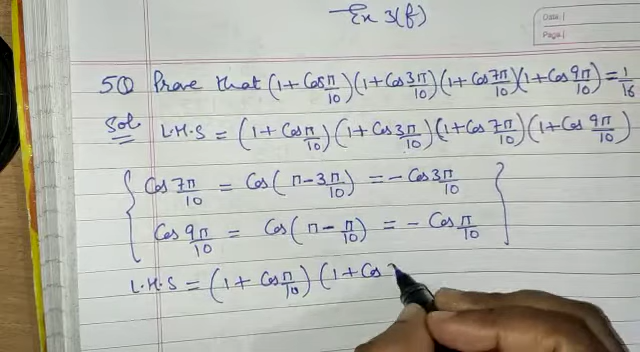 Ex 3(f)
Data |
Page |
5Q Prove that (1 + Cos π/10)(1 + Cos 3π/10)(1 + Cos 7π/10)(1 + Cos 9π/10) = 1/16
Sol L.H.S = (1 + Cos π/10)(1 + Cos 3π/10)(1 + Cos 7π/10)(1 + Cos 9π/10)
{ Cos 7π/10 = Cos(π - 3π/10) = - Cos 3π/10
Cos 9π/10 = Cos(π - π/10) = - Cos π/10 }
L.H.S = (1 + Cos π/10)(1 + Cos